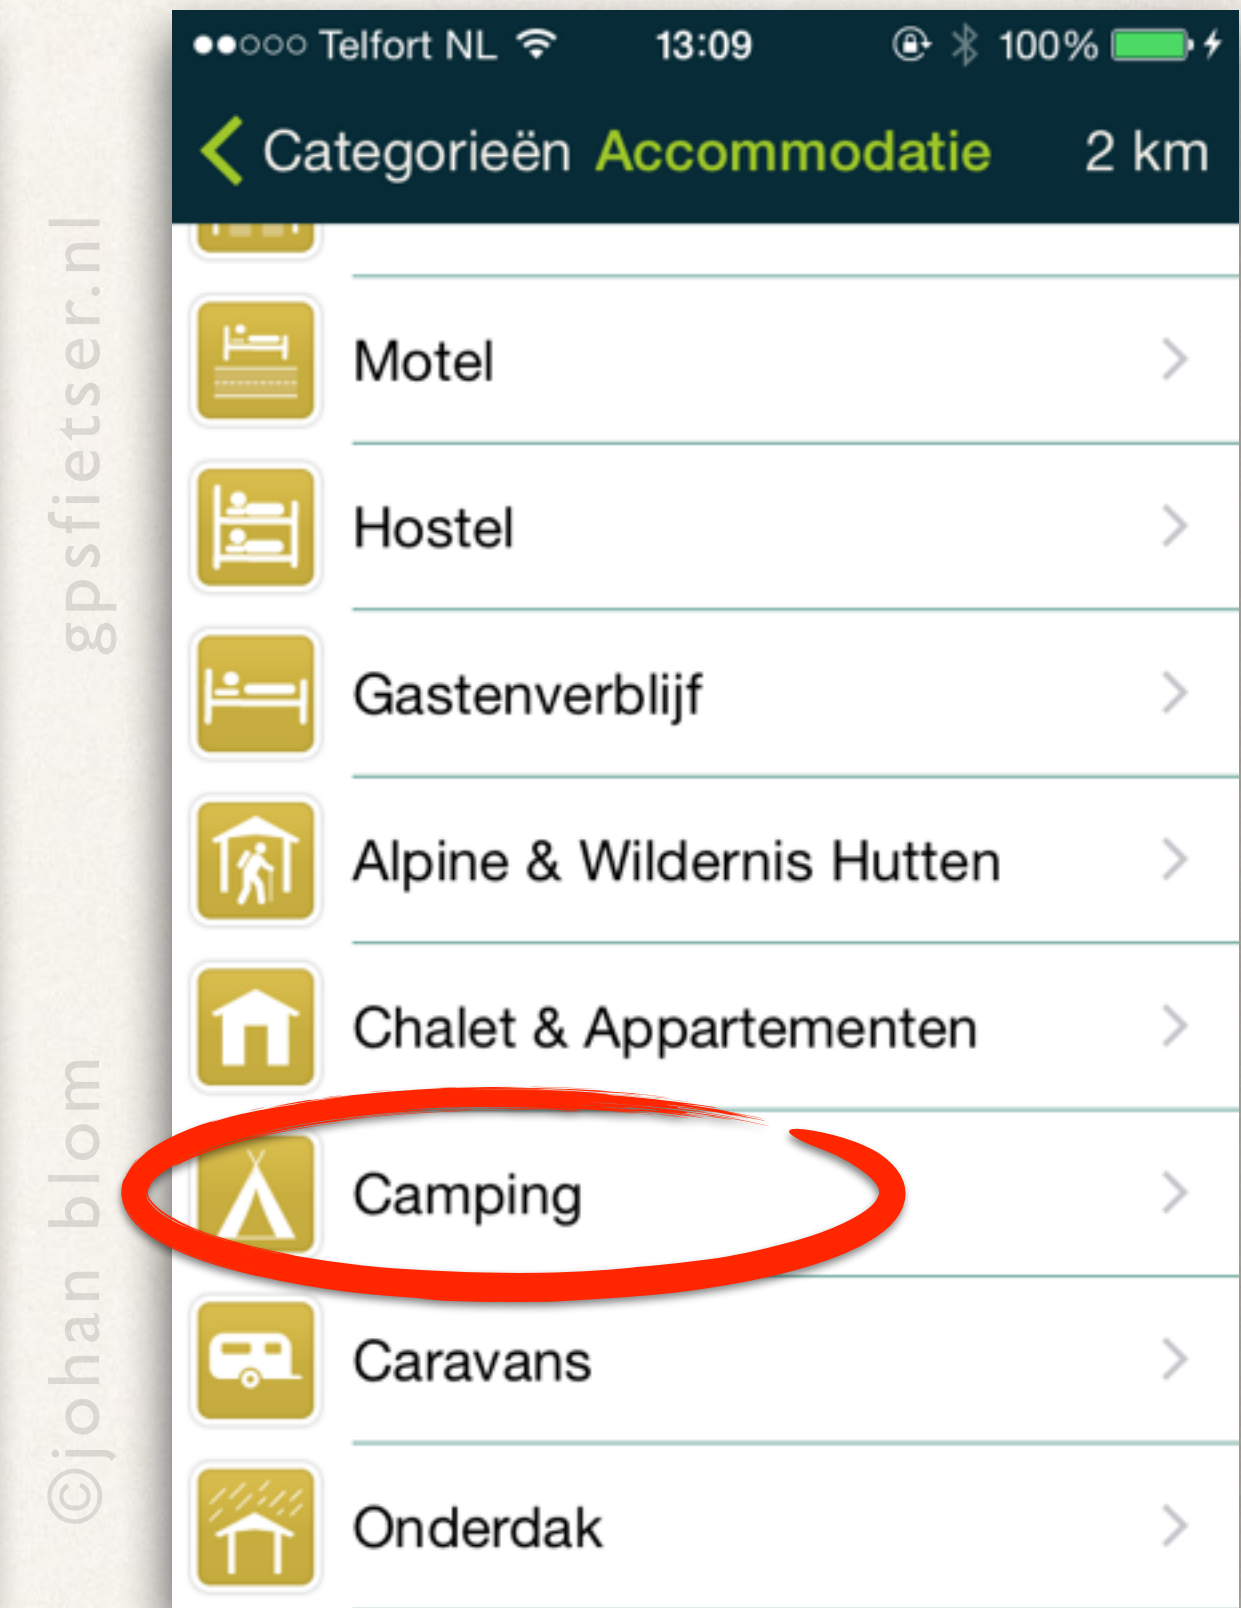 Telfort NL 13:09 100%
Categorieën Accommodatie 2 km
Motel
Hostel
Gastenverblijf
Alpine & Wildernis Hutten
Chalet & Appartementen
Camping
Caravans
Onderdak
©johan blom gpsfietser.nl